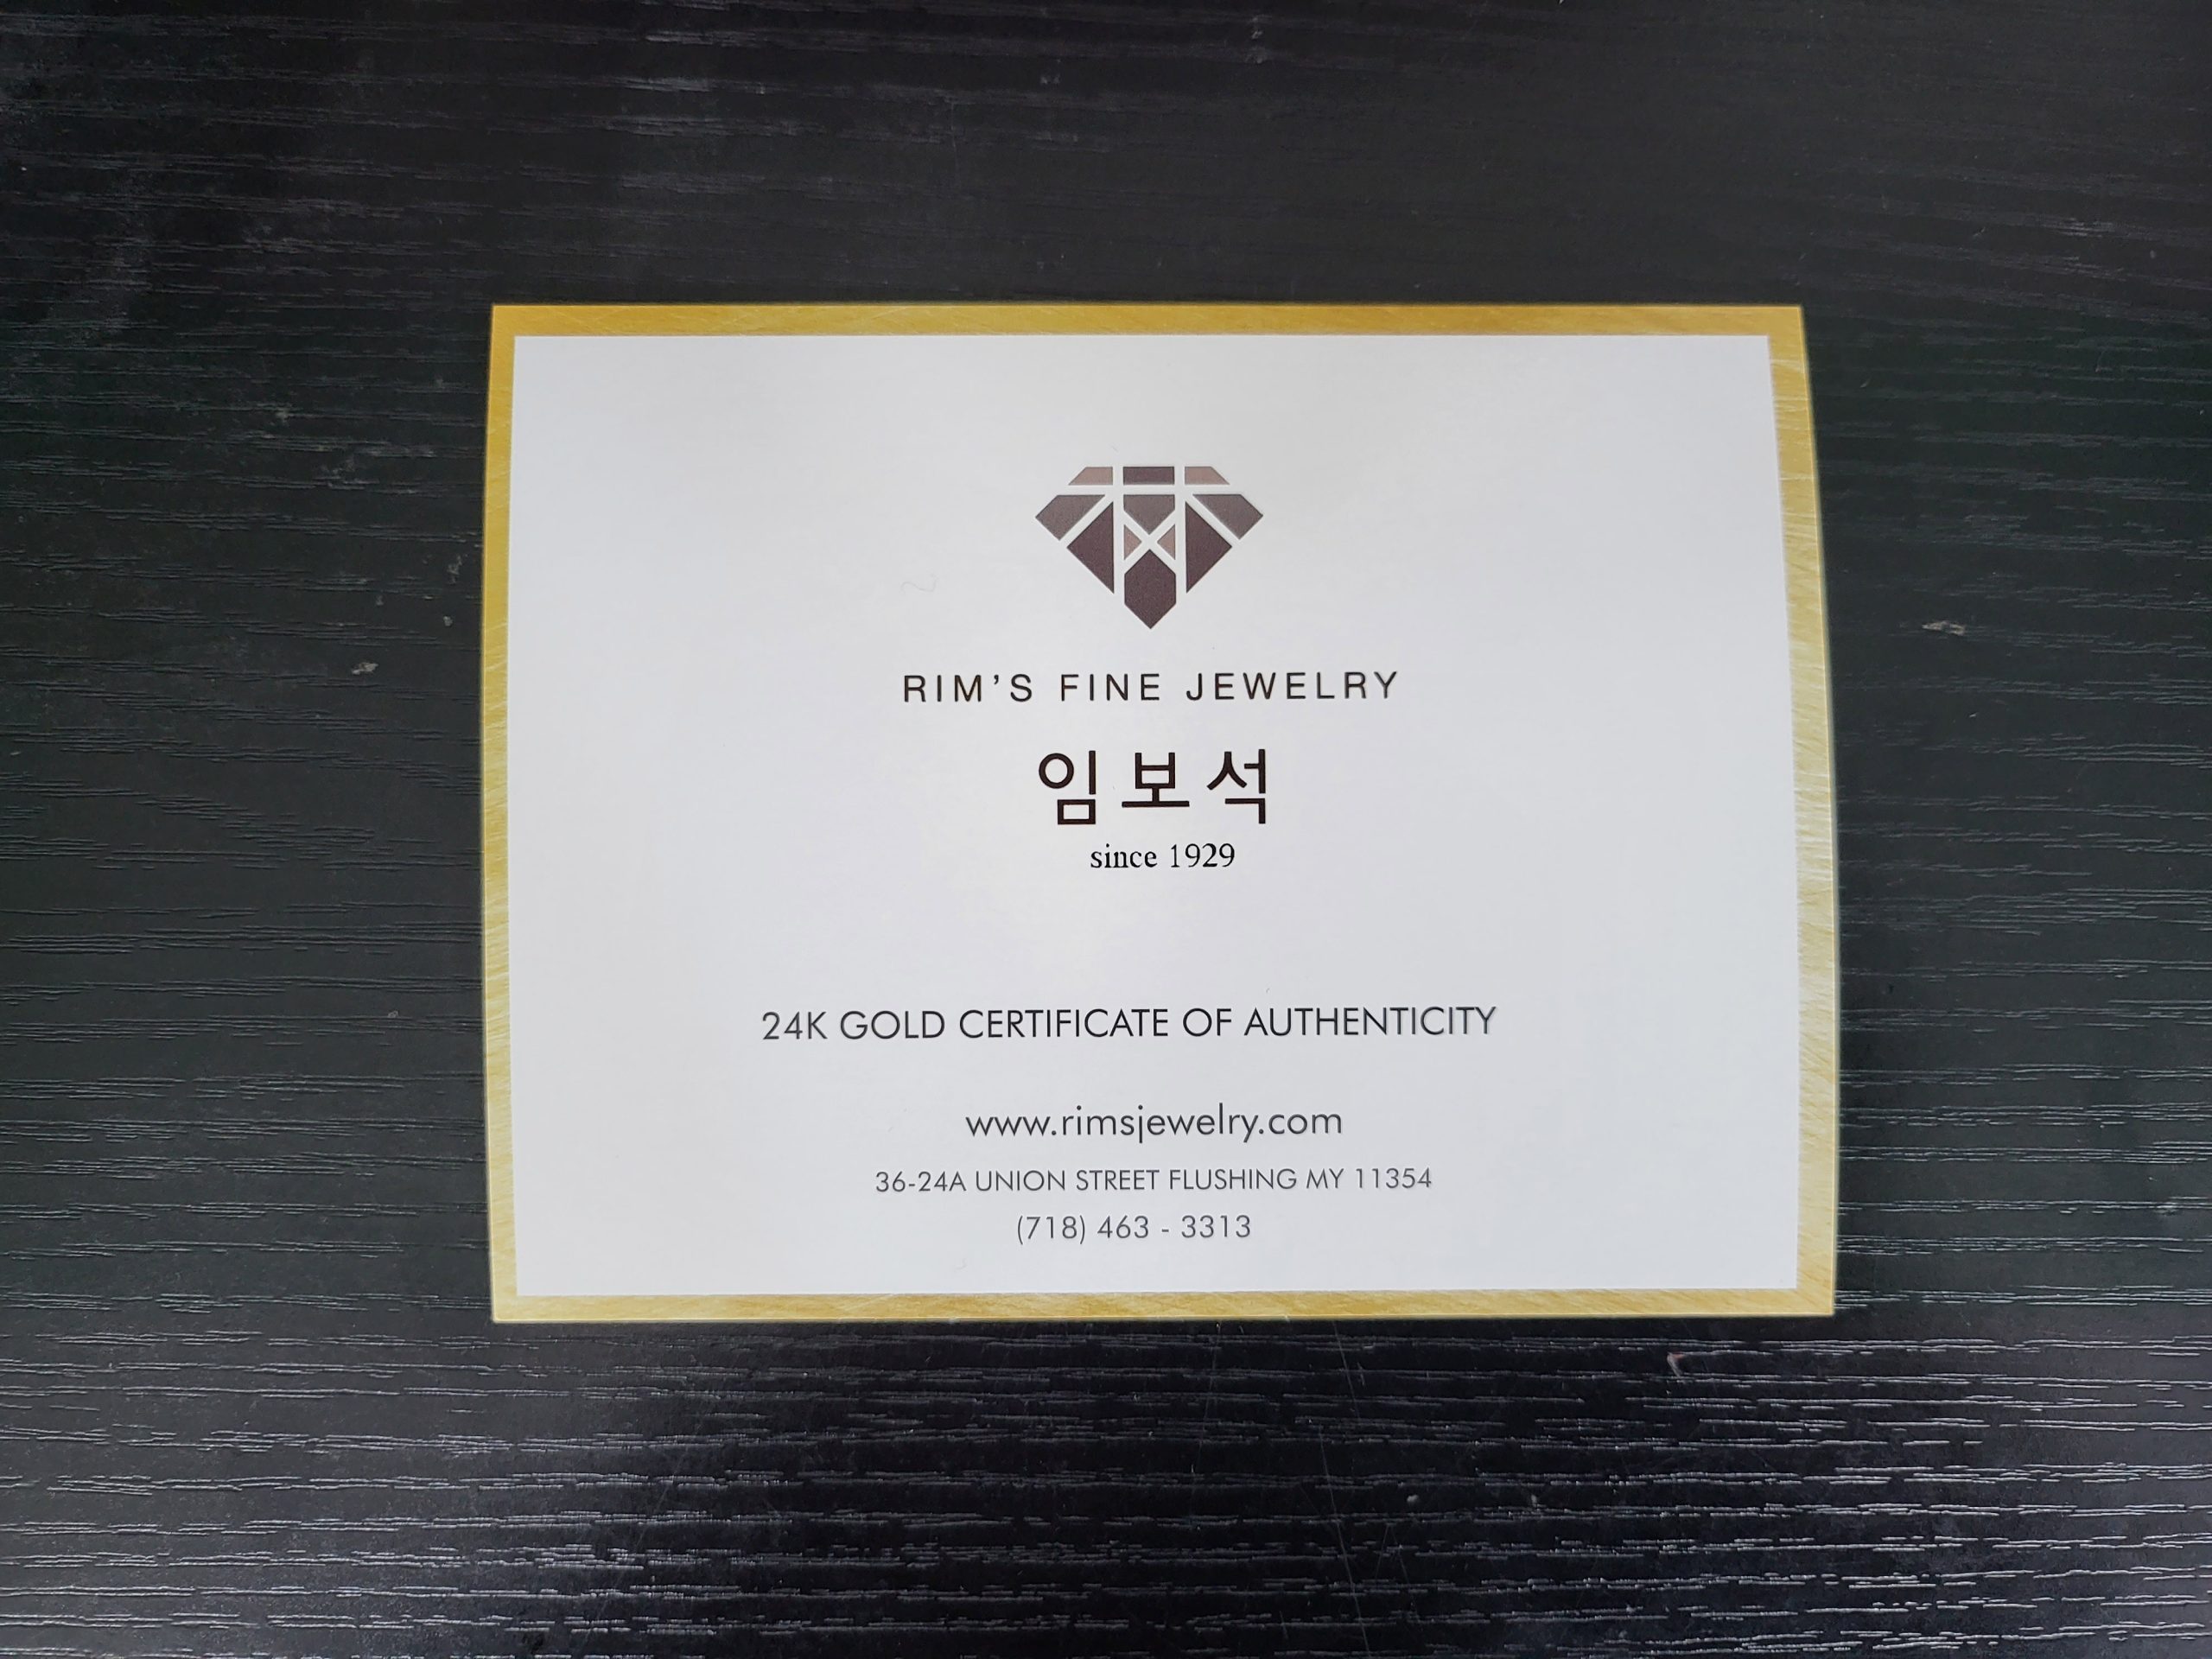 RIM'S FINE JEWELRY
임보석
since 1929
24K GOLD CERTIFICATE OF AUTHENTICITY
www.rimsjewelry.com
36-24A UNION STREET FLUSHING MY 11354
(718) 463 - 3313